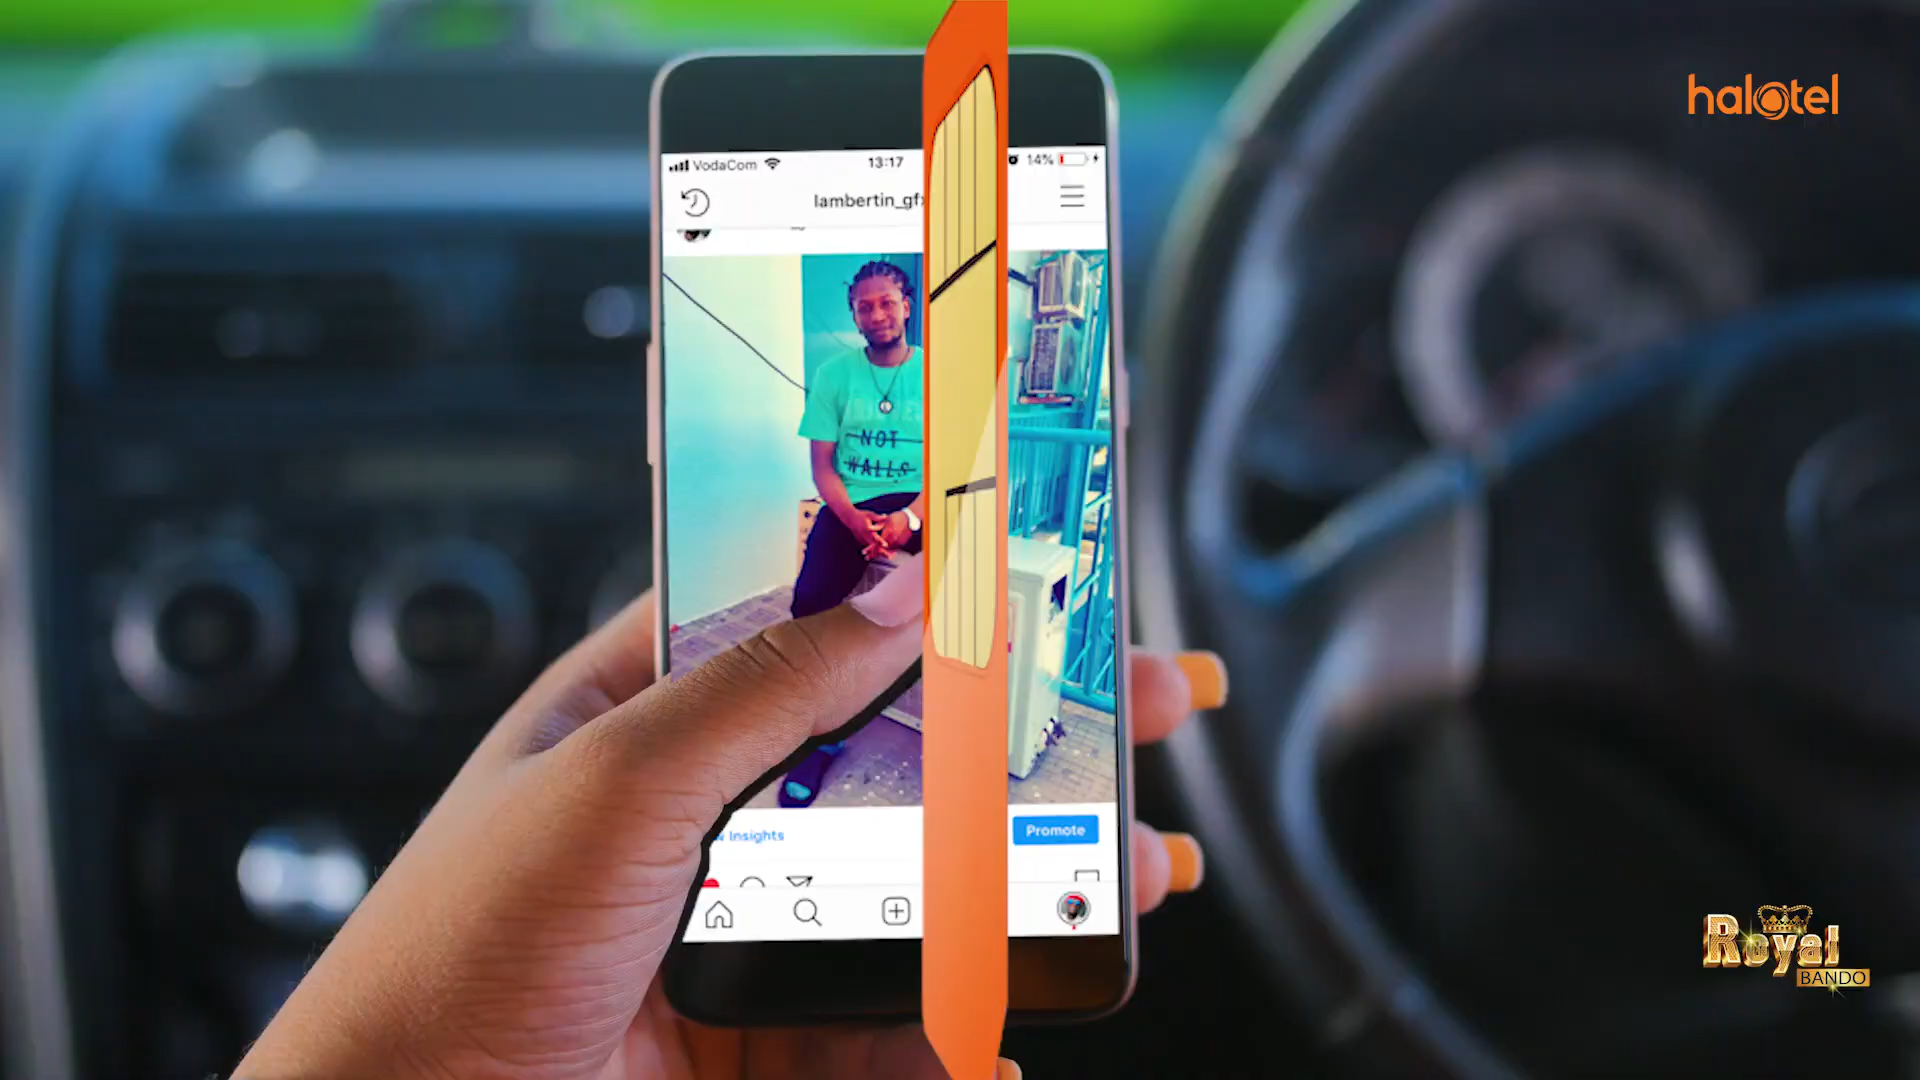 halotel
VodaCom
13:17
14%
lambertin_gf
NOT
WALLS
Insights
Promote
Royal
BANDO